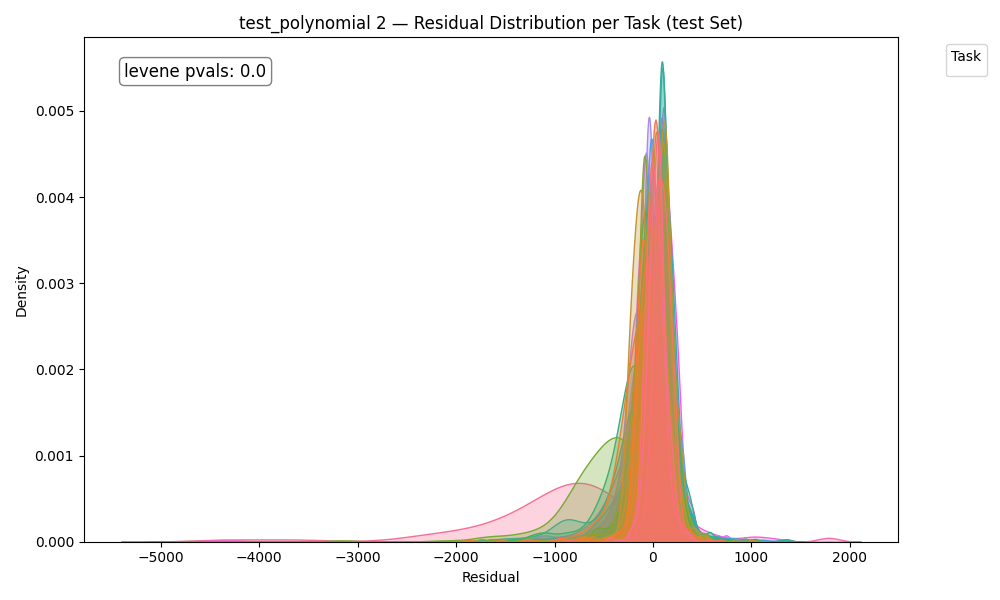 test_polynomial 2 — Residual Distribution per Task (test Set)
levene pvals: 0.0
Task
Density
0.005
0.004
0.003
0.002
0.001
0.000
−5000 −4000 −3000 −2000 −1000 0 1000 2000
Residual